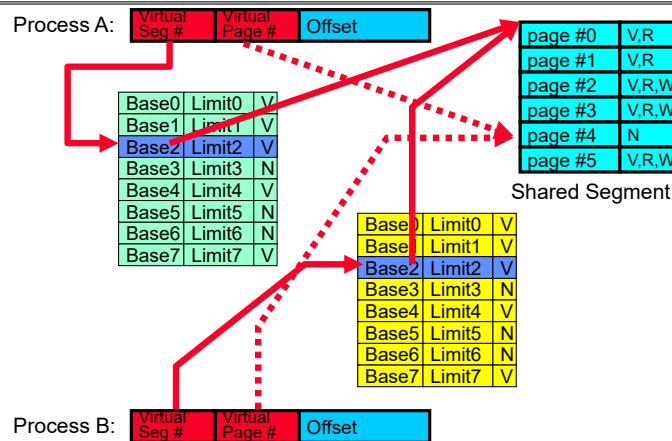 Process A:
Virtual Seg #
Virtual Page #
Offset
page #0 V,R
page #1 V,R
page #2 V,R,W
page #3 V,R,W
page #4 N
page #5 V,R,W
Shared Segment
Base0 Limit0 V
Base1 Limit1 V
Base2 Limit2 V
Base3 Limit3 N
Base4 Limit4 V
Base5 Limit5 N
Base6 Limit6 N
Base7 Limit7 V
Base0 Limit0 V
Base1 Limit1 V
Base2 Limit2 V
Base3 Limit3 N
Base4 Limit4 V
Base5 Limit5 N
Base6 Limit6 N
Base7 Limit7 V
Process B:
Virtual Seg #
Virtual Page #
Offset